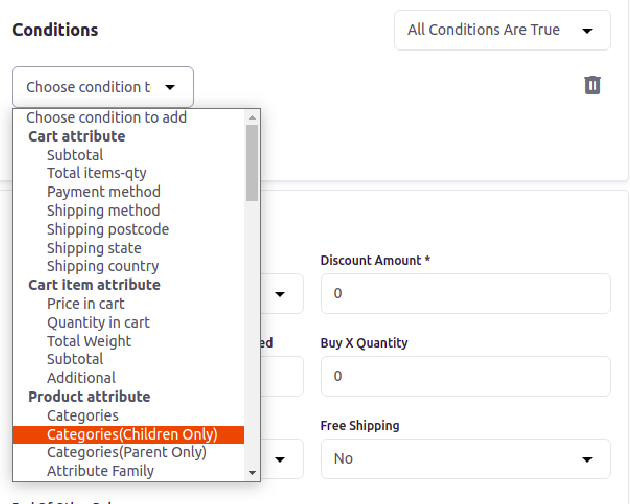 Conditions
All Conditions Are True
Choose condition t
Choose condition to add
Cart attribute
Subtotal
Total items-qty
Payment method
Shipping method
Shipping postcode
Shipping state
Shipping country
Cart item attribute
Price in cart
Quantity in cart
Total Weight
Subtotal
Additional
Product attribute
Categories
Categories(Children Only)
Categories(Parent Only)
Attribute Family
Discount Amount *
0
ed
Buy X Quantity
0
Free Shipping
No